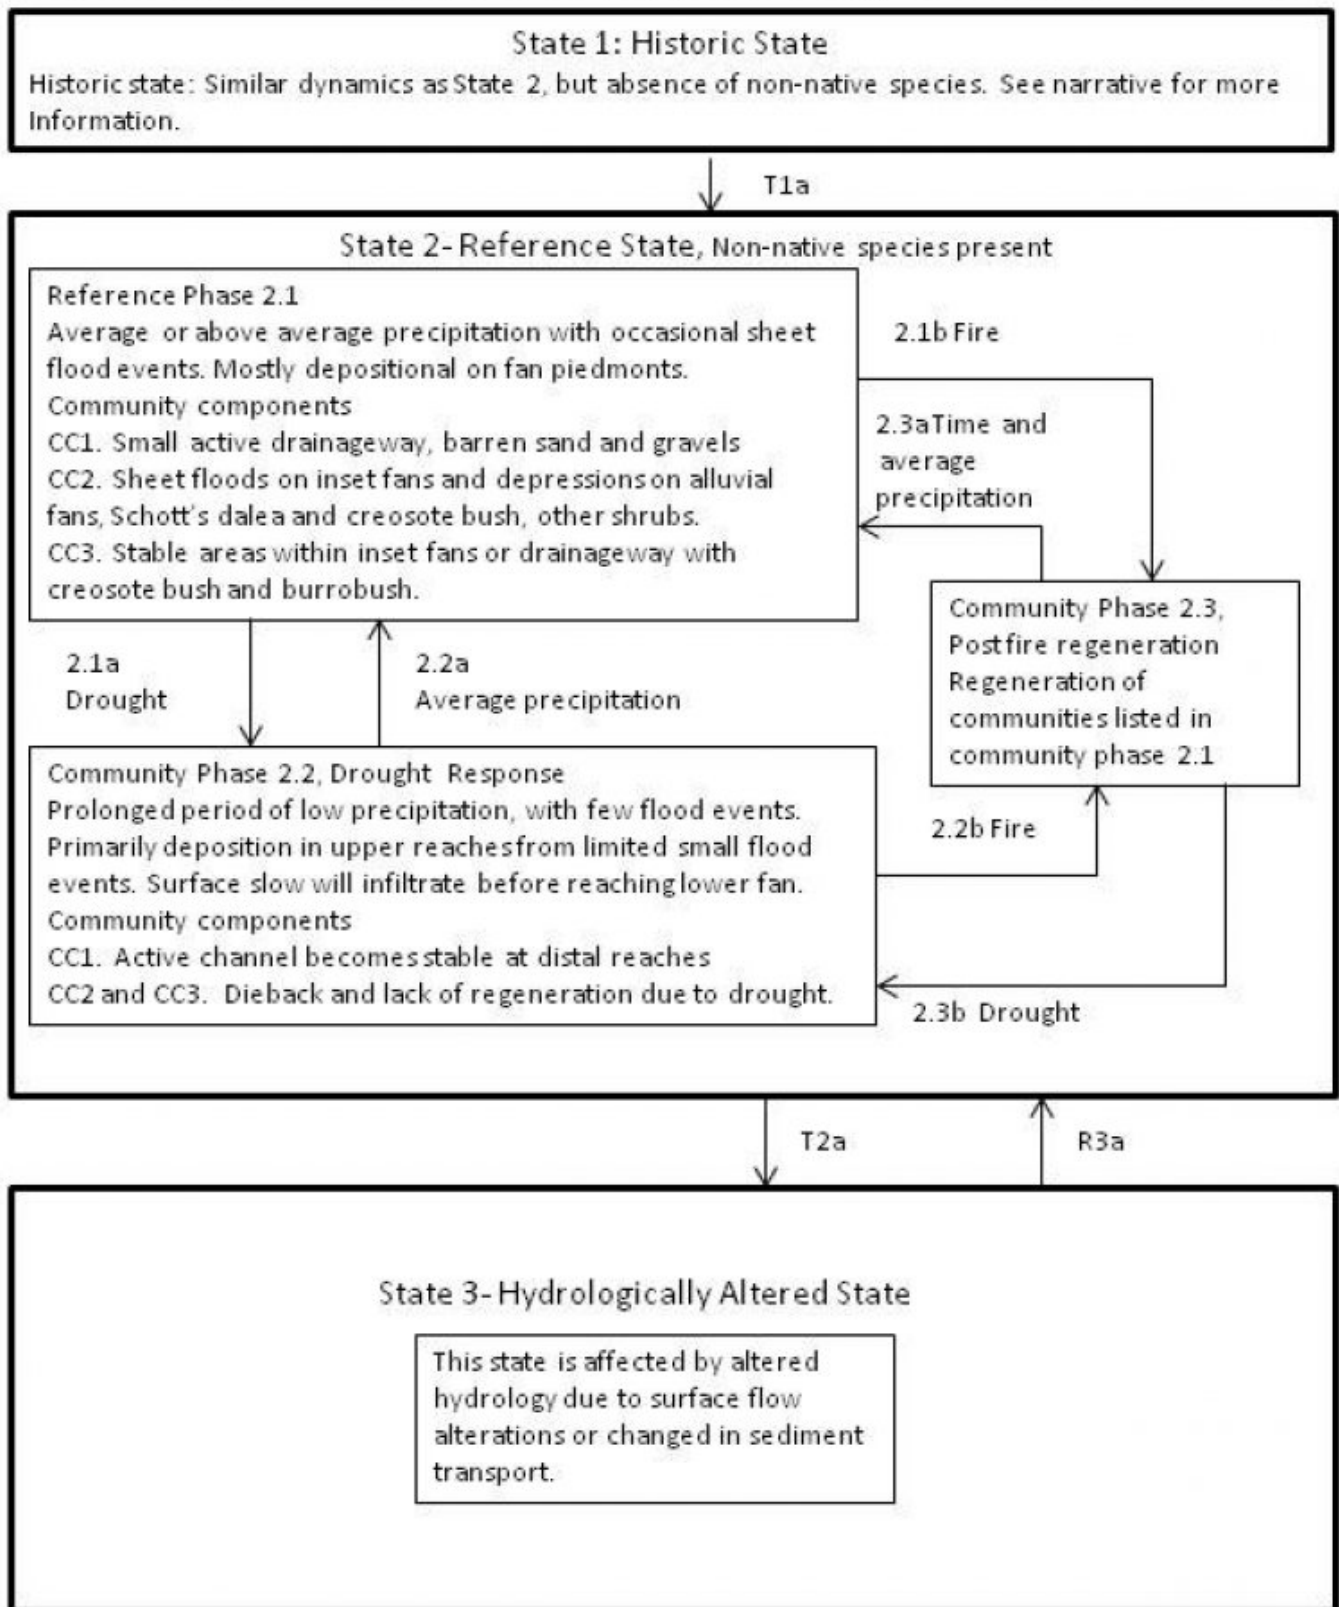 State 1: Historic State
Historic state: Similar dynamics as State 2, but absence of non-native species. See narrative for more
Information.
T1a
State 2- Reference State, Non-native species present
Reference Phase 2.1
Average or above average precipitation with occasional sheet
flood events. Mostly depositional on fan piedmonts.
Community components
CC1. Small active drainageway, barren sand and gravels
CC2. Sheet floods on inset fans and depressions on alluvial
fans, Schott's dalea and creosote bush, other shrubs.
CC3. Stable areas within inset fans or drainageway with
creosote bush and burrobush.
2.1b Fire
2.3a Time and
average
precipitation
Community Phase 2.3,
Postfire regeneration
Regeneration of
communities listed in
community phase 2.1
2.1a
Drought
2.2a
Average precipitation
Community Phase 2.2, Drought Response
Prolonged period of low precipitation, with few flood events.
Primarily deposition in upper reaches from limited small flood
events. Surface slow will infiltrate before reaching lower fan.
Community components
CC1. Active channel becomes stable at distal reaches
CC2 and CC3. Dieback and lack of regeneration due to drought.
2.2b Fire
2.3b Drought
T2a
R3a
State 3- Hydrologically Altered State
This state is affected by altered
hydrology due to surface flow
alterations or changed in sediment
transport.